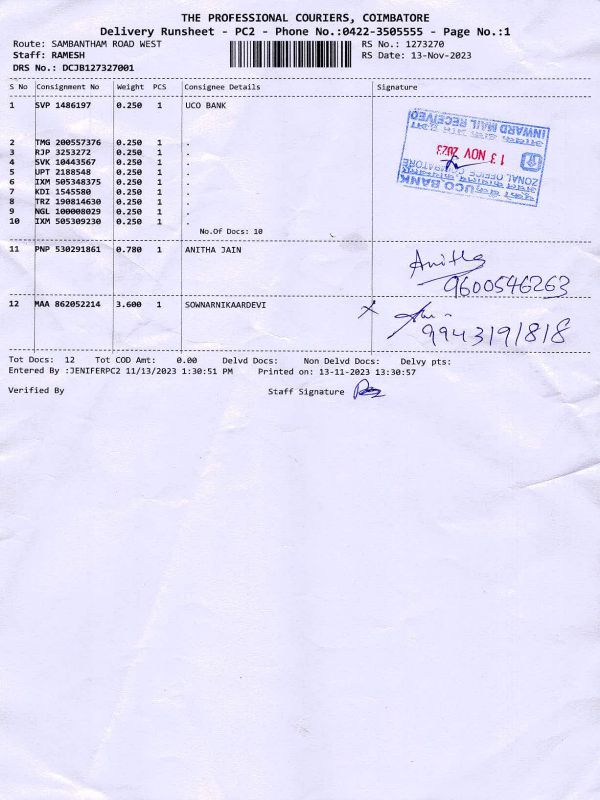 THE PROFESSIONAL COURIERS, COIMBATORE
Delivery Runsheet - PC2 - Phone No.:0422-3505555 - Page No.:1
Route: SAMBANTHAM ROAD WEST RS No.: 1273270
Staff: RAMESH RS Date: 13-Nov-2023
DRS No.: DCJB127327001
S No Consignment No Weight PCS Consignee Details Signature
1 SVP 1486197 0.250 1 UCO BANK
INWARD MAIL RECEIVED
13 NOV 2023
ZONAL OFFICE COIMBATORE
UCO BANK
2 TMG 200557376 0.250 1 .
3 RJP 3253272 0.250 1 .
4 SVK 10443567 0.250 1 .
5 UPT 2188548 0.250 1 .
6 IXM 505348375 0.250 1 .
7 KDI 1545580 0.250 1 .
8 TRZ 190814630 0.250 1 .
9 NGL 100008029 0.250 1 .
10 IXM 505309230 0.250 1 .
No.Of Docs: 10
11 PNP 530291861 0.780 1 ANITHA JAIN Anitha
9600546263
12 MAA 862052214 3.600 1 SOWNARNIKAARDEVI
9943191818
Tot Docs: 12 Tot COD Amt: 0.00 Delvd Docs: Non Delvd Docs: Delvy pts:
Entered By :JENIFERPC2 11/13/2023 1:30:51 PM Printed on: 13-11-2023 13:30:57
Verified By Staff Signature